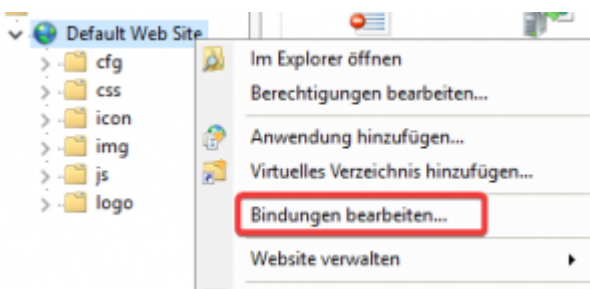 Default Web Site
cfg
css
icon
img
js
logo
Im Explorer öffnen
Berechtigungen bearbeiten...
Anwendung hinzufügen...
Virtuelles Verzeichnis hinzufügen...
Bindungen bearbeiten...
Website verwalten